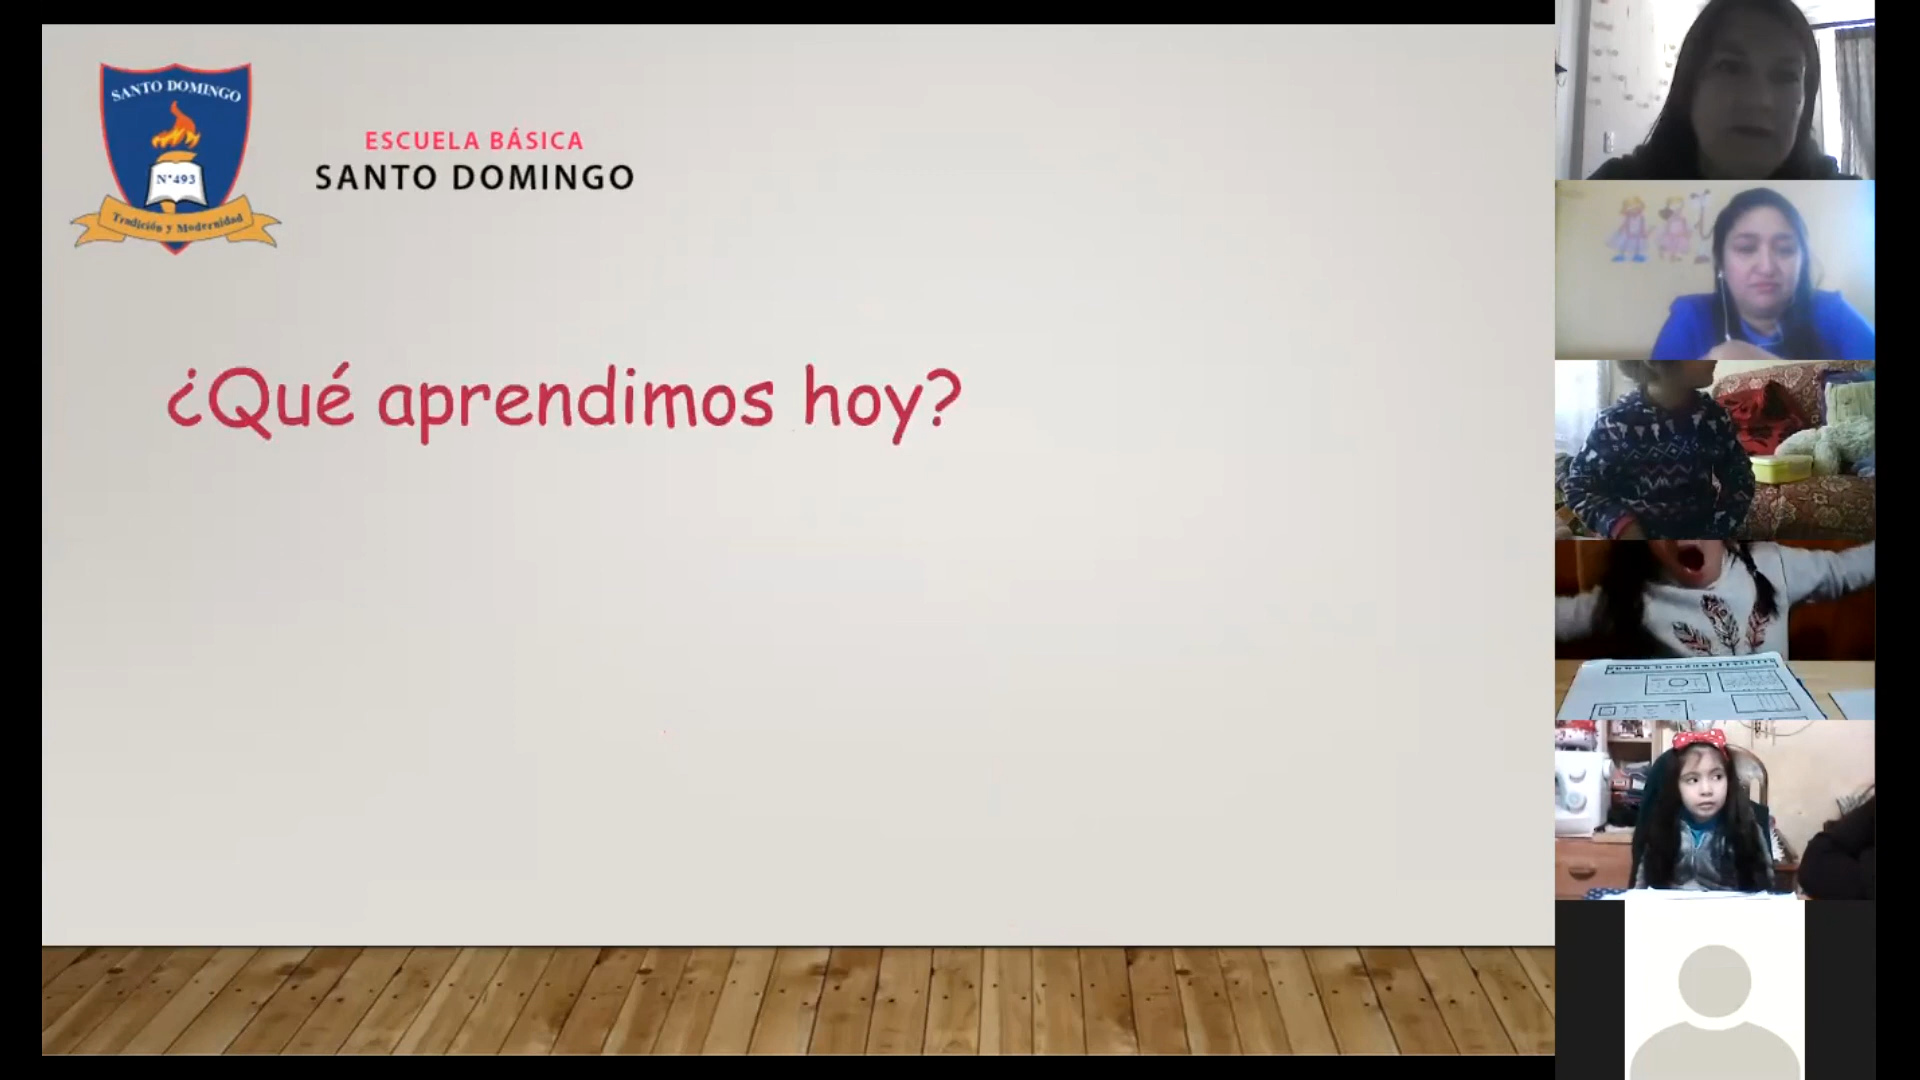 SANTO DOMINGO
N°493
Tradición y Modernidad
ESCUELA BÁSICA
SANTO DOMINGO
¿Qué aprendimos hoy?